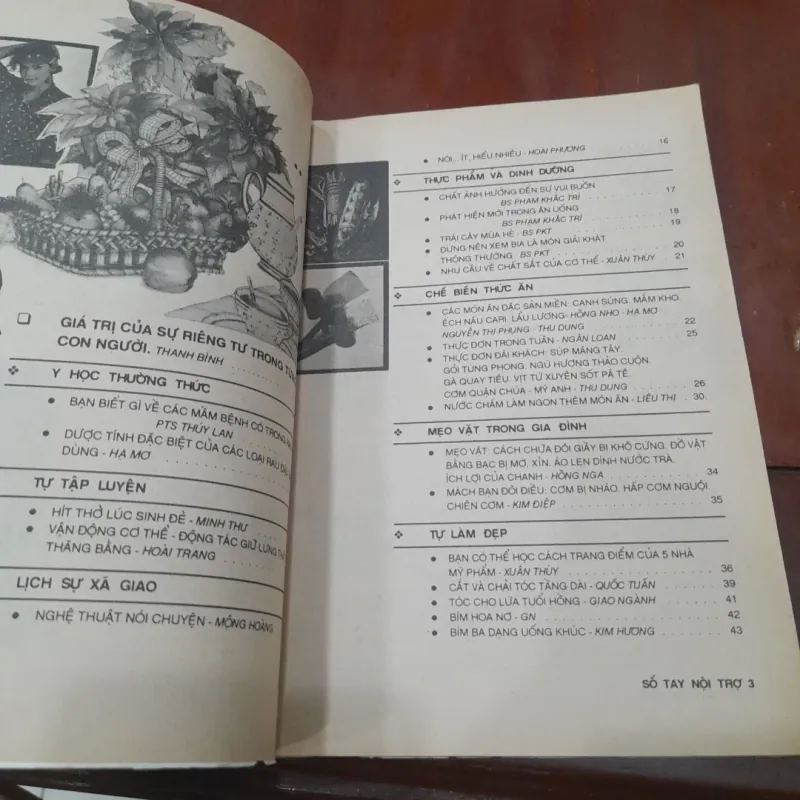 ❏ GIÁ TRỊ CỦA SỰ RIÊNG TƯ TRONG
CON NGƯỜI. THANH BÌNH . . . . . . . .
❖ Y HỌC THƯỜNG THỨC
● BẠN BIẾT GÌ VỀ CÁC MẦM BỆNH CÓ TRONG
PTS THÚY LAN . . . . . . . .
● DƯỢC TÍNH ĐẶC BIỆT CỦA CÁC LOẠI RAU
DÙNG - HẠ MƠ . . . . . . . .
TỰ TẬP LUYỆN
● HÍT THỞ LÚC SINH ĐẺ - MINH THƯ . . .
● VẬN ĐỘNG CƠ THỂ - ĐỘNG TÁC GIỮ LƯNG
THĂNG BẰNG - HOÀI TRANG . . . . . .
LỊCH SỰ XÃ GIAO
● NGHỆ THUẬT NÓI CHUYỆN - MỘNG HOÀNG
● NÓI... ÍT, HIỂU NHIỀU - HOÀI PHƯƠNG . . . . . . . . 16
❖ THỰC PHẨM VÀ DINH DƯỠNG
● CHẤT ẢNH HƯỞNG ĐẾN SỰ VUI BUỒN
BS PHẠM KHẮC TRÍ . . . . . . . . 17
● PHÁT HIỆN MỚI TRONG ĂN UỐNG
BS PHẠM KHẮC TRÍ . . . . . . . . 18
● TRÁI CÂY MÙA HÈ - BS PKT . . . . . . . . 19
● ĐỪNG NÊN XEM BIA LÀ MÓN GIẢI KHÁT
THÔNG THƯỜNG BS PKT . . . . . . . . 20
● NHU CẦU VỀ CHẤT SẮT CỦA CƠ THỂ - XUÂN THÙY . . 21
❖ CHẾ BIẾN THỨC ĂN
● CÁC MÓN ĂN ĐẶC SẢN MIỀN: CANH SÚNG. MẮM KHO.
ẾCH NẤU CARI. LẨU LƯƠNG- HỒNG NHO - HẠ MƠ
NGUYỄN THỊ PHỤNG - THU DUNG . . . . . . . . 22
● THỰC ĐƠN TRONG TUẦN - NGÂN LOAN . . . . . . 25
● THỰC ĐƠN ĐÃI KHÁCH: SÚP MĂNG TÂY.
GỎI TÙNG PHONG. NGŨ HƯƠNG THẢO CUỘN.
GÀ QUAY TIÊU. VỊT TỨ XUYÊN SỐT PA TÊ.
CƠM QUẬN CHÚA - MỸ ANH - THU DUNG . . . . . 26
● NƯỚC CHẤM LÀM NGON THÊM MÓN ĂN - LIÊU THỊ . 30.
❖ MẸO VẶT TRONG GIA ĐÌNH
● MẸO VẶT: CÁCH CHỮA ĐÔI GIẦY BỊ KHÔ CỨNG. ĐỒ VẬT
BẰNG BẠC BỊ MỜ, XỈN. ÁO LEN DÍNH NƯỚC TRÀ.
ÍCH LỢI CỦA CHANH - HỒNG NGA . . . . . . . . 34
● MÁCH BẠN ĐÔI ĐIỀU: CƠM BỊ NHÃO. HẤP CƠM NGUỘI.
CHIÊN CƠM - KIM ĐIỆP . . . . . . . . 35
❖ TỰ LÀM ĐẸP
● BẠN CÓ THỂ HỌC CÁCH TRANG ĐIỂM CỦA 5 NHÀ
MỸ PHẨM - XUÂN THÙY . . . . . . . . 36
● CẮT VÀ CHẢI TÓC TĂNG DÀI - QUỐC TUẤN . . . . . 39
● TÓC CHO LỨA TUỔI HỒNG - GIAO NGÀNH . . . . . 41
● BÍM HOA NƠ - GN . . . . . . . . 42
● BÍM BA DẠNG UỐNG KHÚC - KIM HƯƠNG . . . . . . 43
SỔ TAY NỘI TRỢ 3